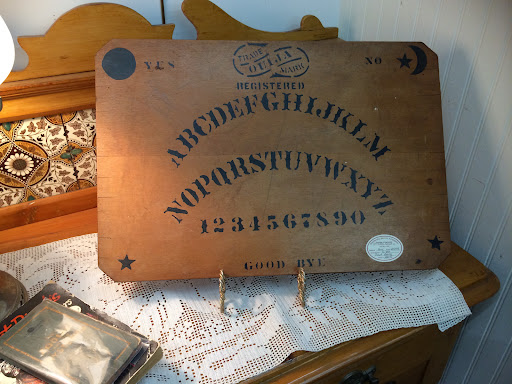 YES
TRADE
OUIJA
MARK
NO
REGISTERED
ABCDEFGHIJKLM
NOPQRSTUVWXYZ
1234567890
GOOD BYE